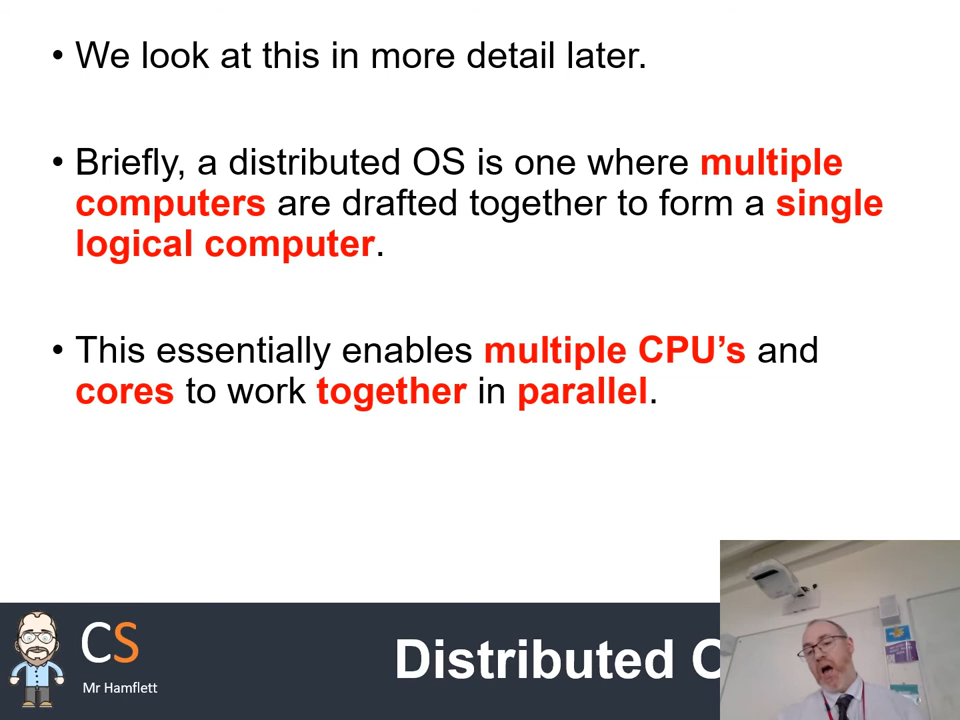 • We look at this in more detail later.
• Briefly, a distributed OS is one where multiple
computers are drafted together to form a single
logical computer.
• This essentially enables multiple CPU’s and
cores to work together in parallel.
CS
Mr Hamflett
Distributed